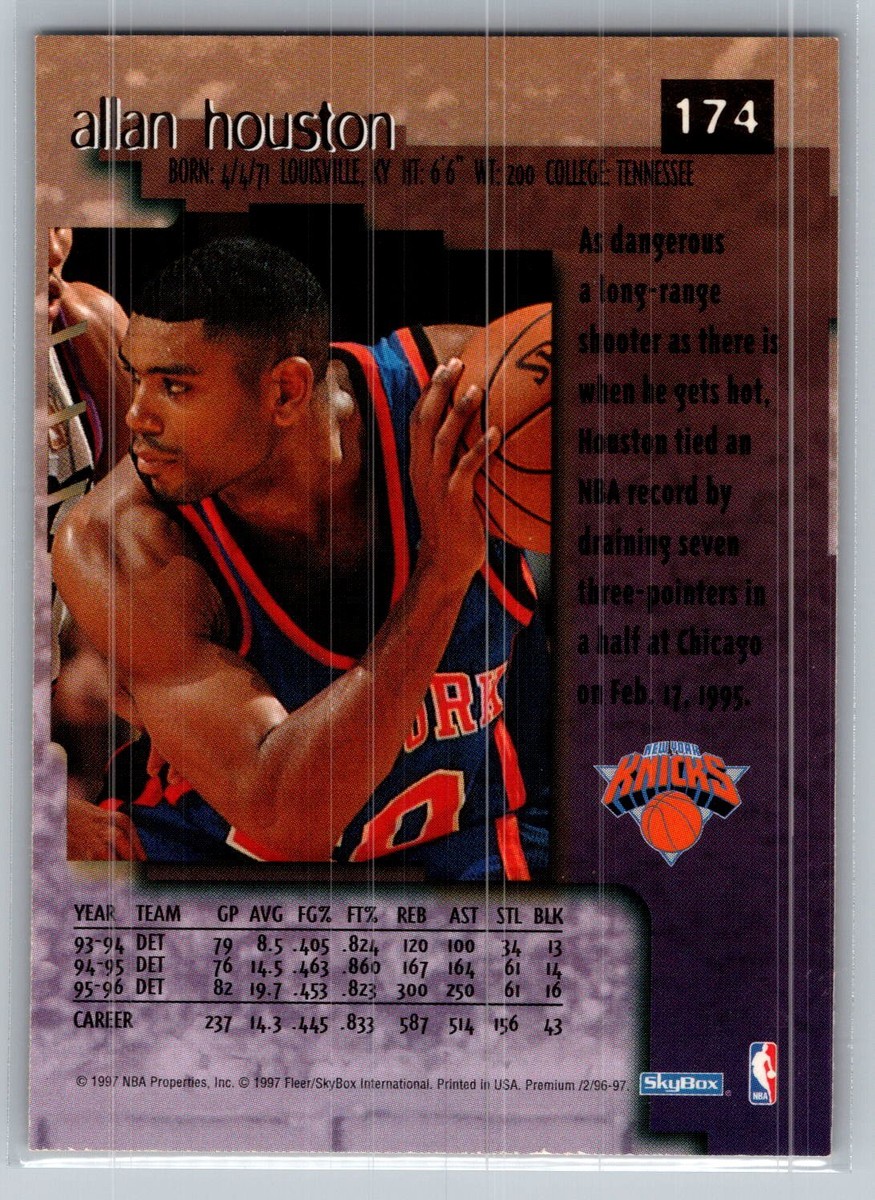 allan houston
174
BORN: 4/4/71 LOUISVILLE, KY HT: 6'6" WT: 200 COLLEGE: TENNESSEE
As dangerous
a long-range
shooter as there is
when he gets hot,
Houston tied an
NBA record by
draining seven
three-pointers in
a half at Chicago
on Feb. 17, 1995.
ORK
0
NEW YORK
KNICKS
YEAR TEAM GP AVG FG% FT% REB AST STL BLK
93-94 DET 79 8.5 .405 .824 120 100 34 13
94-95 DET 76 14.5 .463 .860 167 164 61 14
95-96 DET 82 19.7 .453 .823 300 250 61 16
CAREER 237 14.3 .445 .833 587 514 156 43
© 1997 NBA Properties, Inc. © 1997 Fleer/SkyBox International. Printed in USA. Premium /2/96-97.
SkyBox
NBA